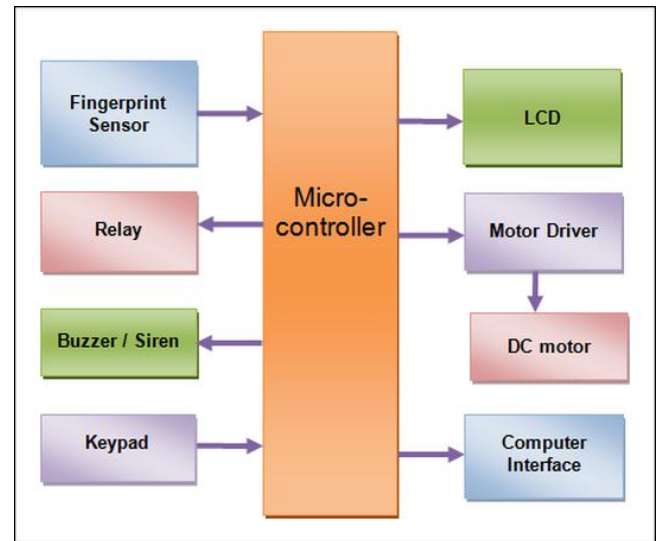 Fingerprint
Sensor
Relay
Buzzer / Siren
Keypad
Micro-
controller
LCD
Motor Driver
DC motor
Computer
Interface